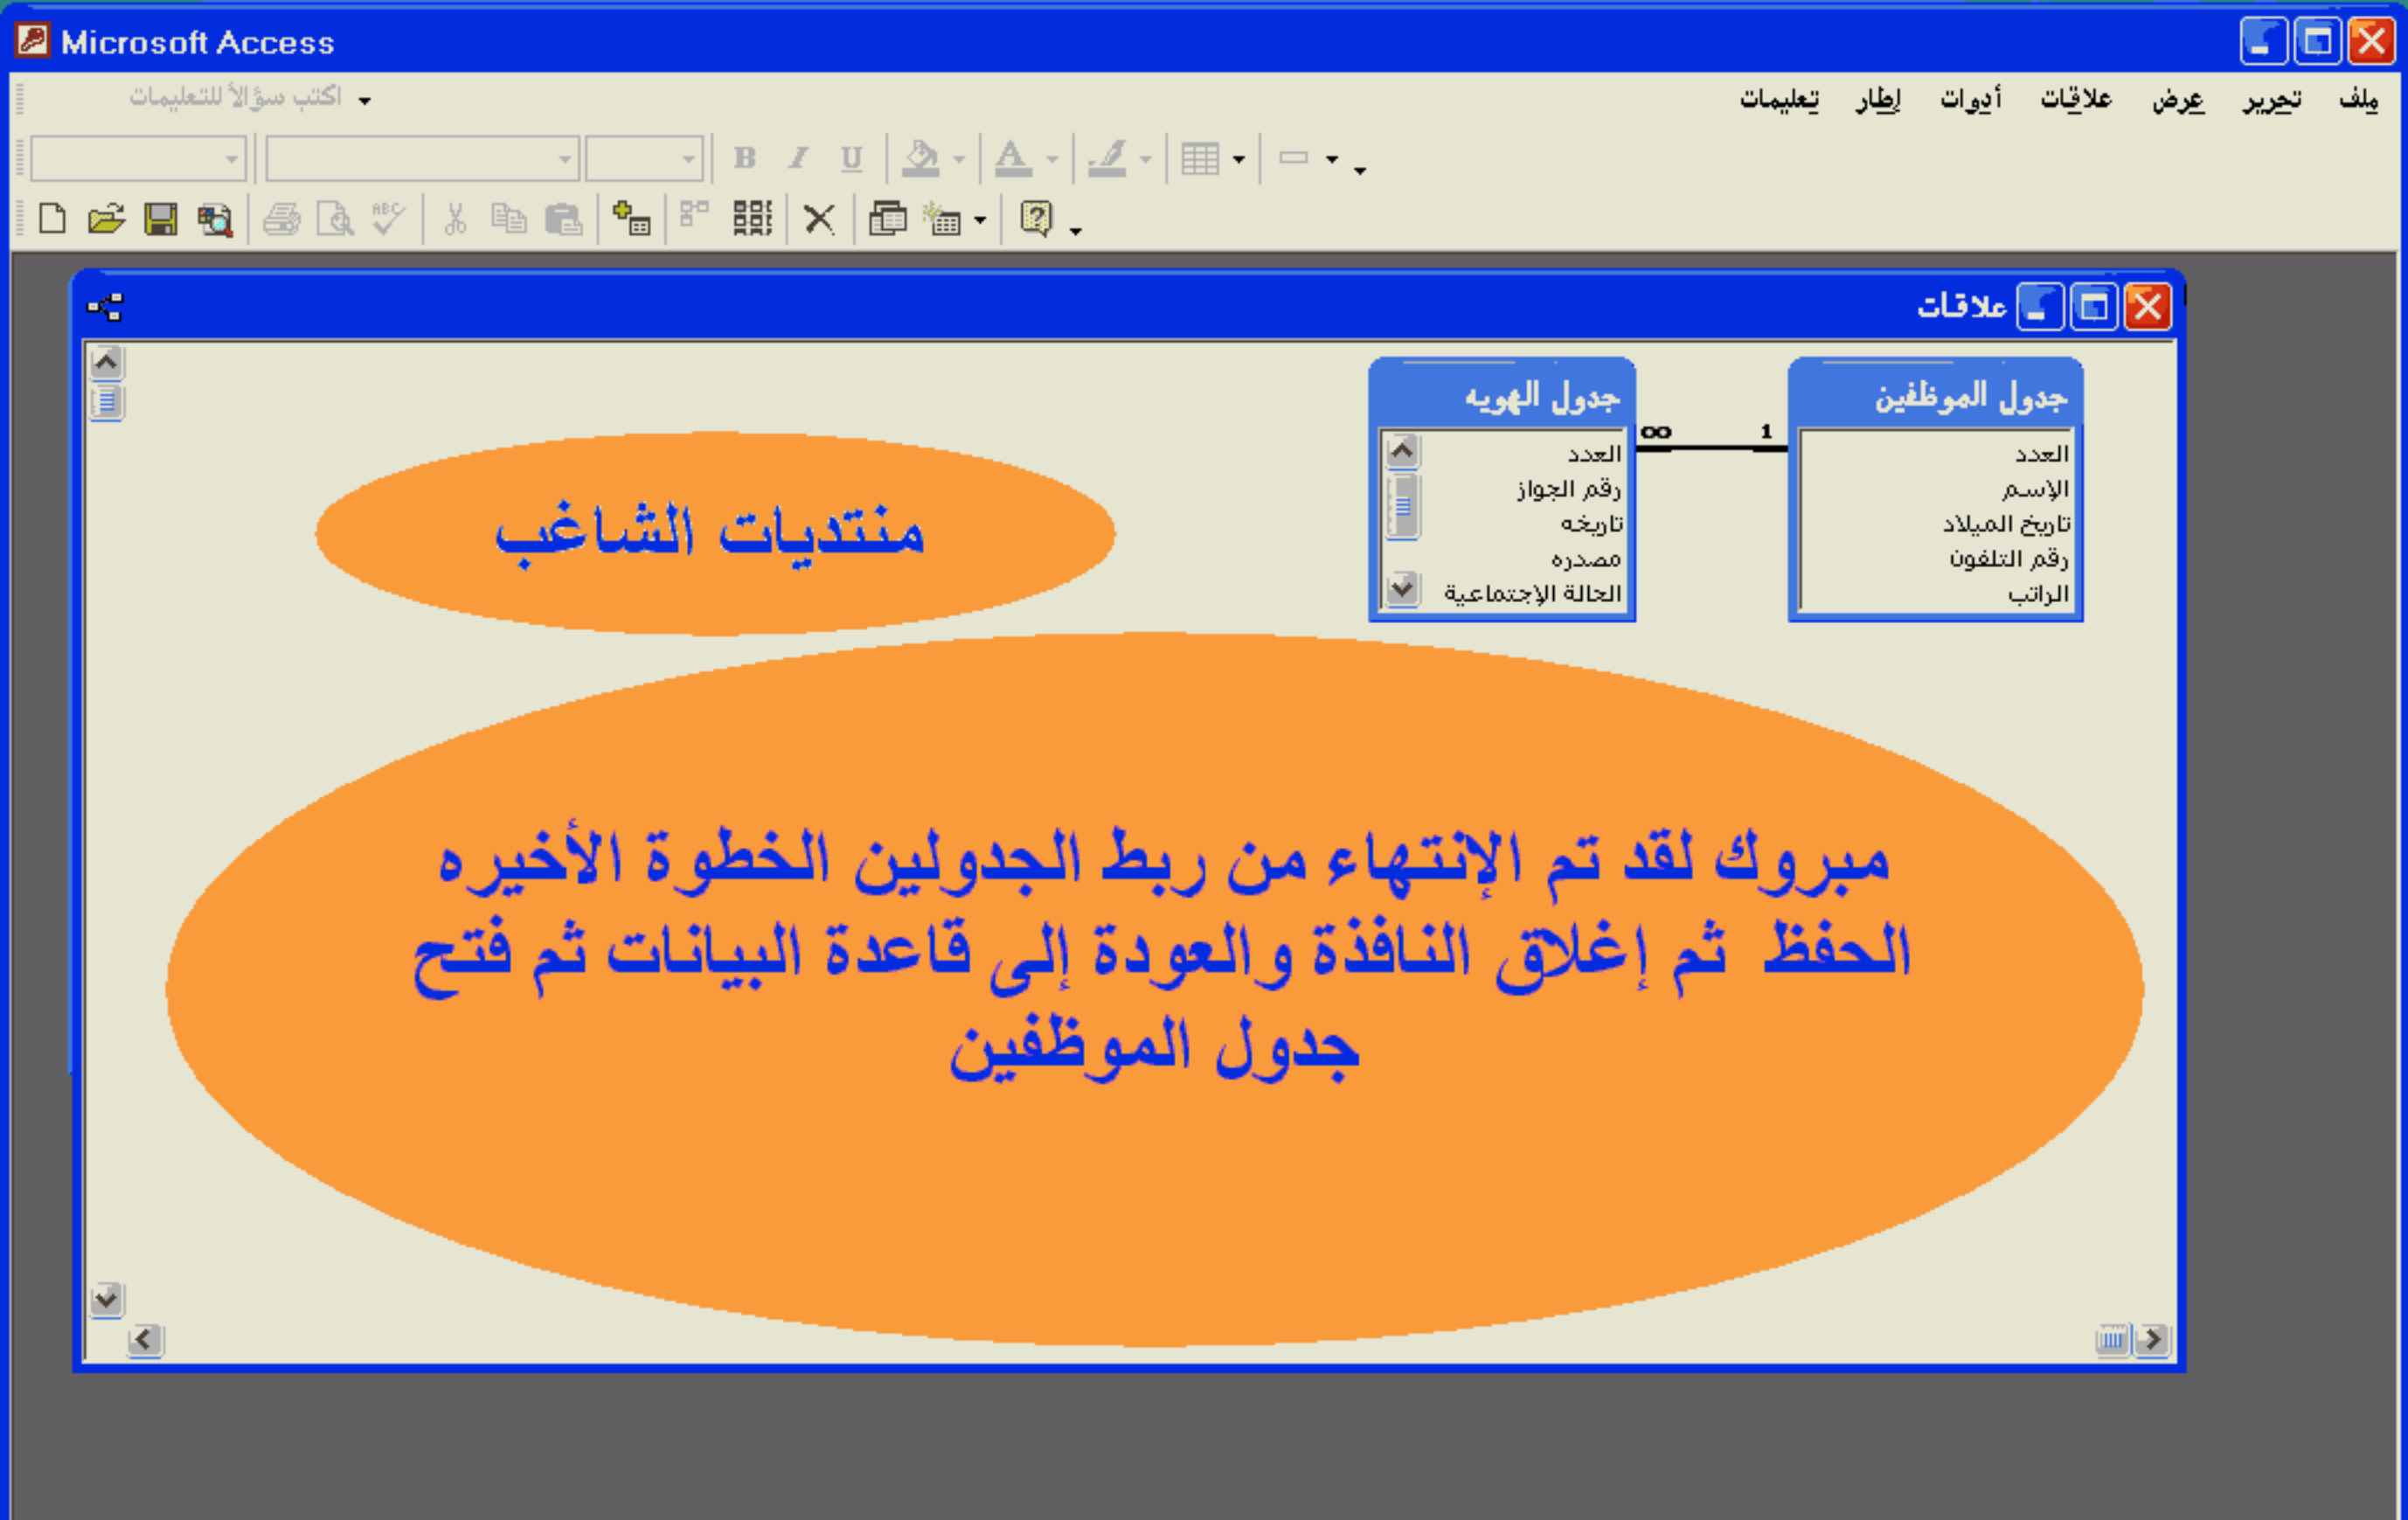 Microsoft Access
ملف تحرير عرض علاقات أدوات إطار تعليمات
اكتب سؤالاً للتعليمات
B I U A
ABC
علاقات
جدول الموظفين
العدد
الإسم
تاريخ الميلاد
رقم التلفون
الراتب
1 ∞
جدول الهويه
العدد
رقم الجواز
تاريخه
مصدره
الحالة الإجتماعية
منتديات الشاغب
مبروك لقد تم الإنتهاء من ربط الجدولين الخطوة الأخيره
الحفظ ثم إغلاق النافذة والعودة إلى قاعدة البيانات ثم فتح
جدول الموظفين